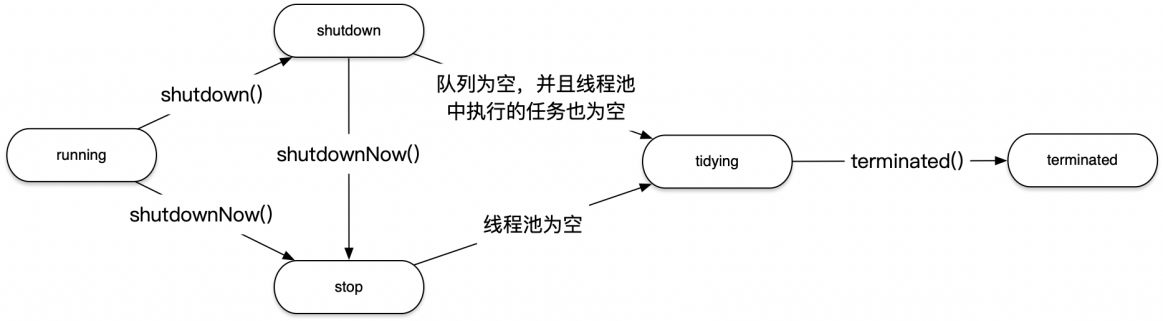 shutdown
队列为空，并且线程池
中执行的任务也为空
shutdown()
running
shutdownNow()
tidying
terminated()
terminated
shutdownNow()
线程池为空
stop